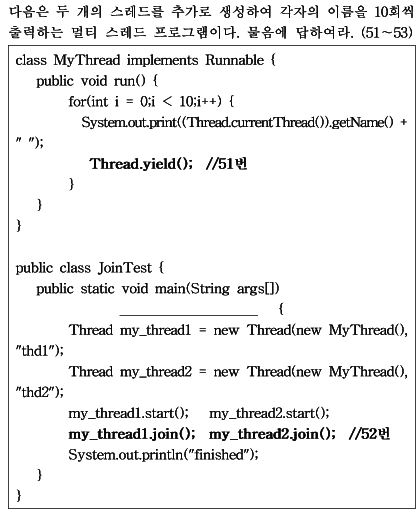 다음은 두 개의 스레드를 추가로 생성하여 각자의 이름을 10회씩
출력하는 멀티 스레드 프로그램이다. 물음에 답하여라. (51~53)
class MyThread implements Runnable {
public void run() {
for(int i = 0;i < 10;i++) {
System.out.print((Thread.currentThread()).getName() +
" ");
Thread.yield(); //51번
}
}
}
public class JoinTest {
public static void main(String args[])
____________________ {
Thread my_thread1 = new Thread(new MyThread(),
"thd1");
Thread my_thread2 = new Thread(new MyThread(),
"thd2");
my_thread1.start(); my_thread2.start();
my_thread1.join(); my_thread2.join(); //52번
System.out.println("finished");
}
}